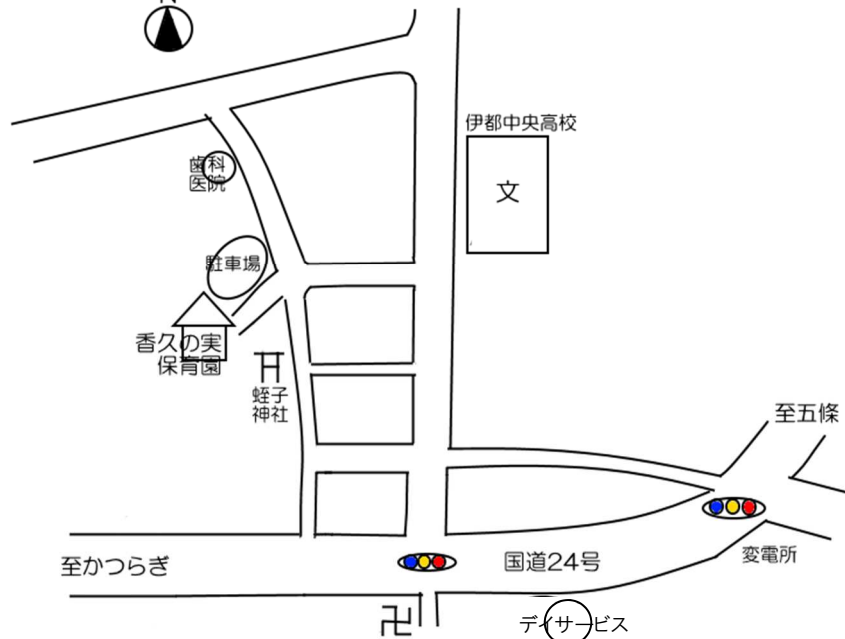 N
伊都中央高校
歯科
医院
文
駐車場
香久の実
保育園
蛭子
神社
至五條
至かつらぎ
国道24号
変電所
卍
デイサービス